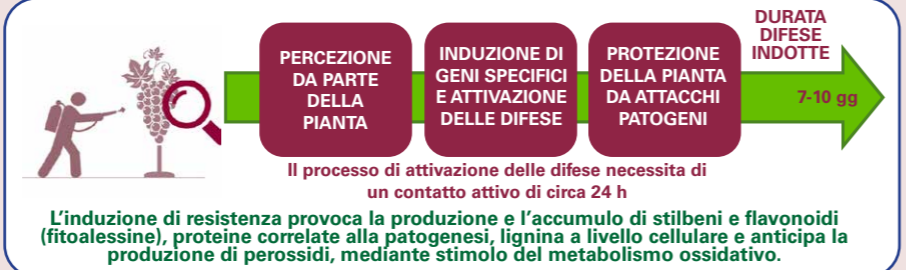 PERCEZIONE
DA PARTE
DELLA
PIANTA
INDUZIONE DI
GENI SPECIFICI
E ATTIVAZIONE
DELLE DIFESE
PROTEZIONE
DELLA PIANTA
DA ATTACCHI
PATOGENI
DURATA
DIFESE
INDOTTE
7-10 gg
Il processo di attivazione delle difese necessita di
un contatto attivo di circa 24 h
L’induzione di resistenza provoca la produzione e l’accumulo di stilbeni e flavonoidi
(fitoalessine), proteine correlate alla patogenesi, lignina a livello cellulare e anticipa la
produzione di perossidi, mediante stimolo del metabolismo ossidativo.